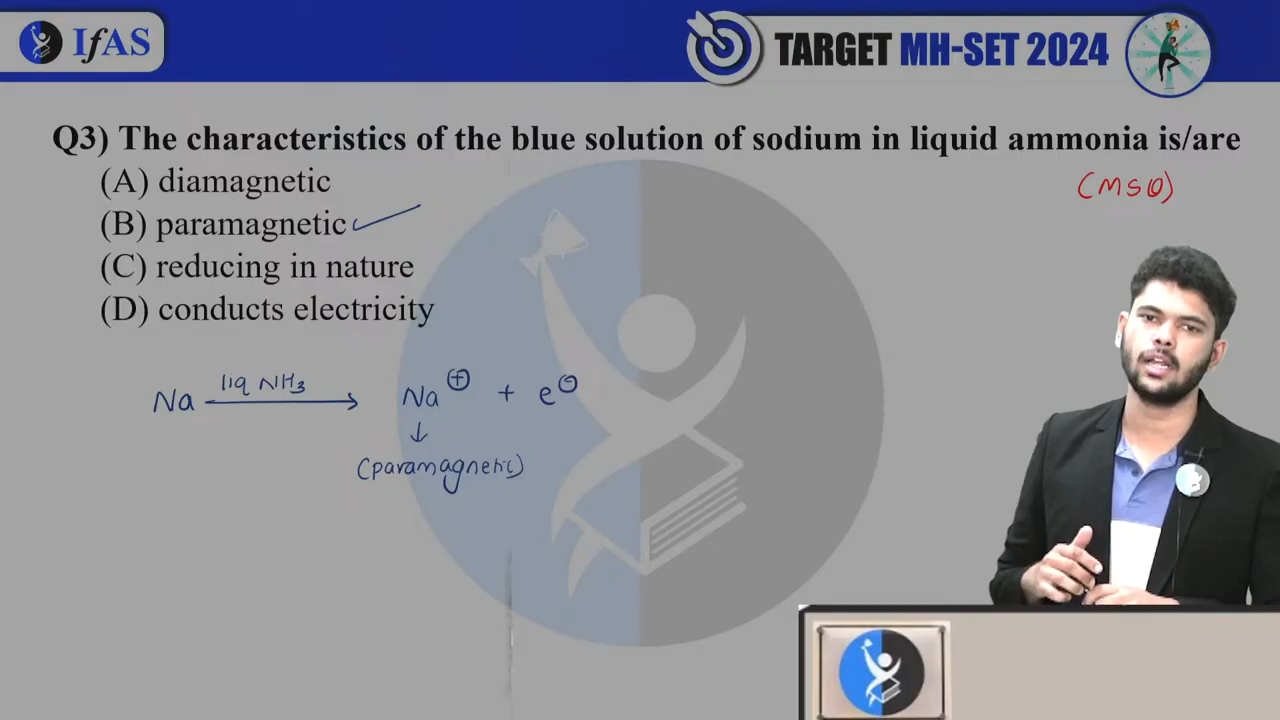 IfAS
TARGET MH-SET 2024
Q3) The characteristics of the blue solution of sodium in liquid ammonia is/are
(MSQ)
(A) diamagnetic
(B) paramagnetic
(C) reducing in nature
(D) conducts electricity
Na liq NH3 → Na⊕ + e⊖
↓
(paramagnetic)